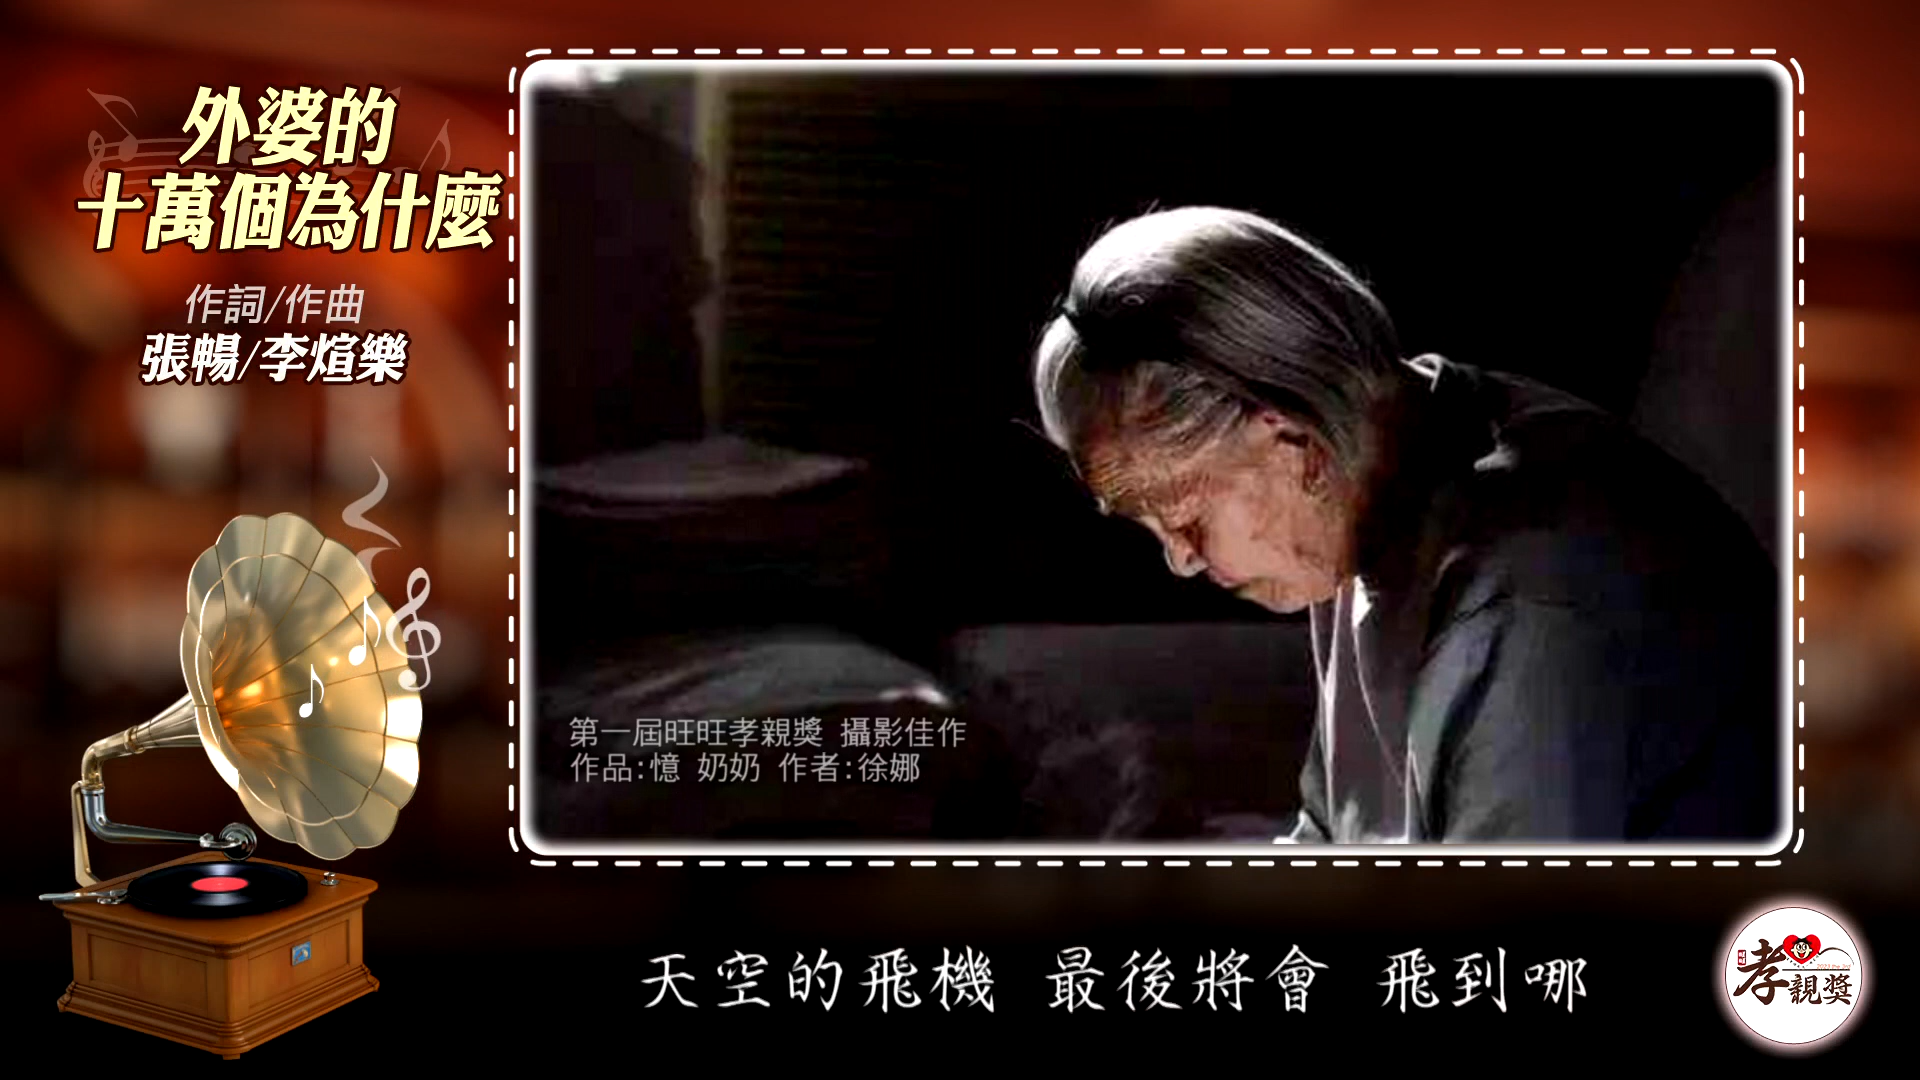 外婆的
十萬個為什麼
作詞/作曲
張暢/李煊樂
第一屆旺旺孝親獎 攝影佳作
作品:憶 奶奶 作者:徐娜
天空的飛機 最後將會 飛到哪
孝親獎